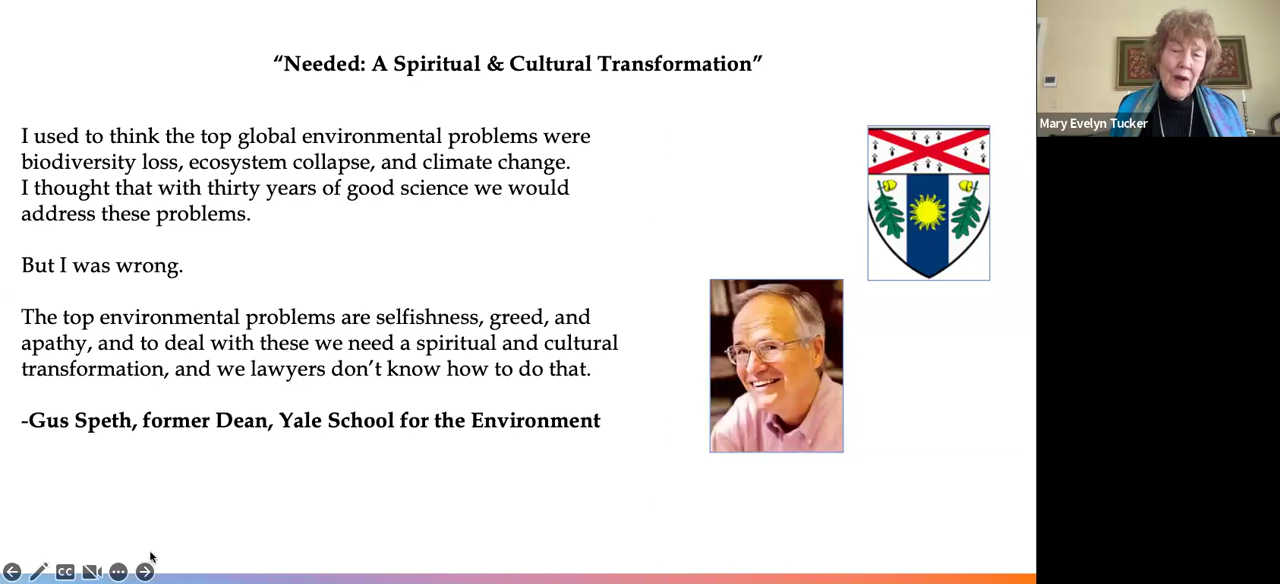 “Needed: A Spiritual & Cultural Transformation”
I used to think the top global environmental problems were
biodiversity loss, ecosystem collapse, and climate change.
I thought that with thirty years of good science we would
address these problems.
But I was wrong.
The top environmental problems are selfishness, greed, and
apathy, and to deal with these we need a spiritual and cultural
transformation, and we lawyers don’t know how to do that.
-Gus Speth, former Dean, Yale School for the Environment
Mary Evelyn Tucker
CC